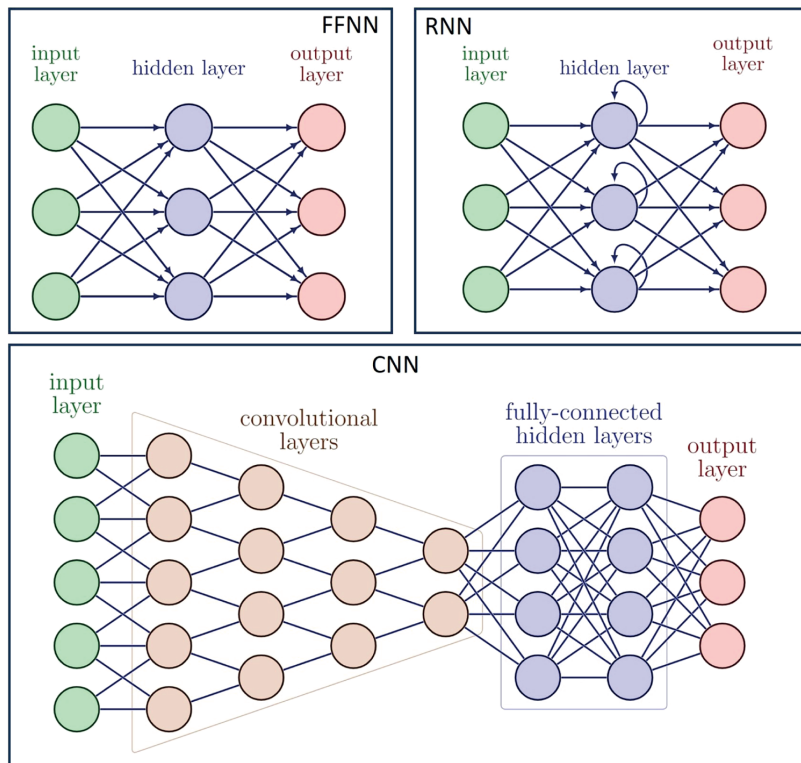 FFNN
input
layer
hidden layer
output
layer
RNN
input
layer
hidden layer
output
layer
CNN
input
layer
convolutional
layers
fully-connected
hidden layers
output
layer